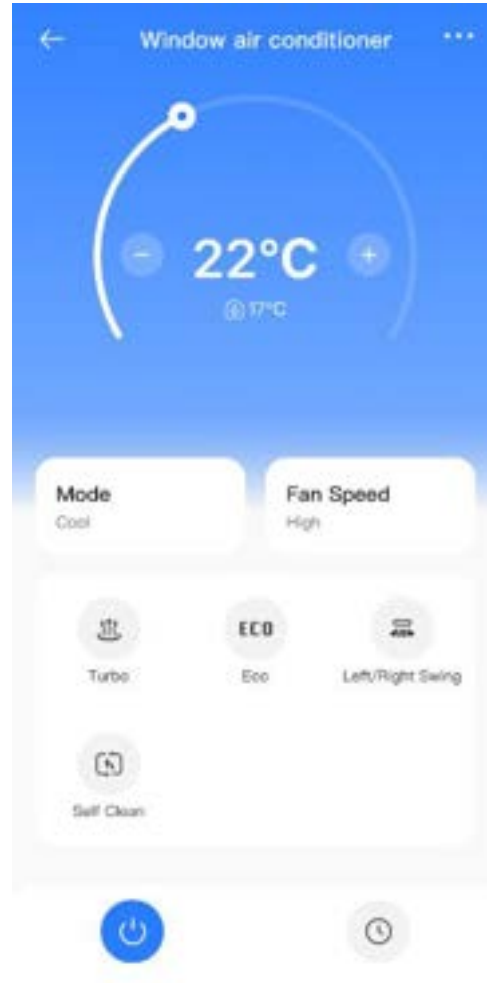 Window air conditioner
22°C
17°C
Mode
Cool
Fan Speed
High
ECO
Turbo
Eco
Left/Right Swing
Self Clean